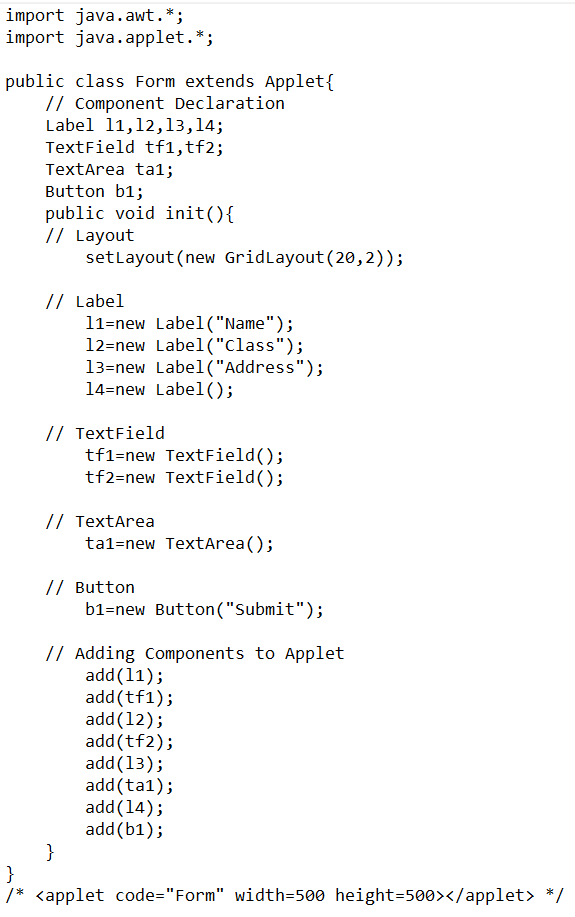 import java.awt.*;
import java.applet.*;

public class Form extends Applet{
    // Component Declaration
    Label l1,l2,l3,l4;
    TextField tf1,tf2;
    TextArea ta1;
    Button b1;
    public void init(){
    // Layout
        setLayout(new GridLayout(20,2));

    // Label
        l1=new Label("Name");
        l2=new Label("Class");
        l3=new Label("Address");
        l4=new Label();

    // TextField
        tf1=new TextField();
        tf2=new TextField();

    // TextArea
        ta1=new TextArea();

    // Button
        b1=new Button("Submit");

    // Adding Components to Applet
        add(l1);
        add(tf1);
        add(l2);
        add(tf2);
        add(l3);
        add(ta1);
        add(l4);
        add(b1);
    }
}
/* <applet code="Form" width=500 height=500></applet> */